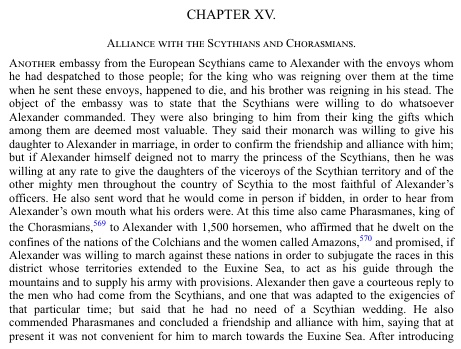 CHAPTER XV.
Alliance with the Scythians and Chorasmians.
Another embassy from the European Scythians came to Alexander with the envoys whom
he had despatched to those people; for the king who was reigning over them at the time
when he sent these envoys, happened to die, and his brother was reigning in his stead. The
object of the embassy was to state that the Scythians were willing to do whatsoever
Alexander commanded. They were also bringing to him from their king the gifts which
among them are deemed most valuable. They said their monarch was willing to give his
daughter to Alexander in marriage, in order to confirm the friendship and alliance with him;
but if Alexander himself deigned not to marry the princess of the Scythians, then he was
willing at any rate to give the daughters of the viceroys of the Scythian territory and of the
other mighty men throughout the country of Scythia to the most faithful of Alexander’s
officers. He also sent word that he would come in person if bidden, in order to hear from
Alexander’s own mouth what his orders were. At this time also came Pharasmanes, king of
the Chorasmians,569 to Alexander with 1,500 horsemen, who affirmed that he dwelt on the
confines of the nations of the Colchians and the women called Amazons,570 and promised, if
Alexander was willing to march against these nations in order to subjugate the races in this
district whose territories extended to the Euxine Sea, to act as his guide through the
mountains and to supply his army with provisions. Alexander then gave a courteous reply to
the men who had come from the Scythians, and one that was adapted to the exigencies of
that particular time; but said that he had no need of a Scythian wedding. He also
commended Pharasmanes and concluded a friendship and alliance with him, saying that at
present it was not convenient for him to march towards the Euxine Sea. After introducing